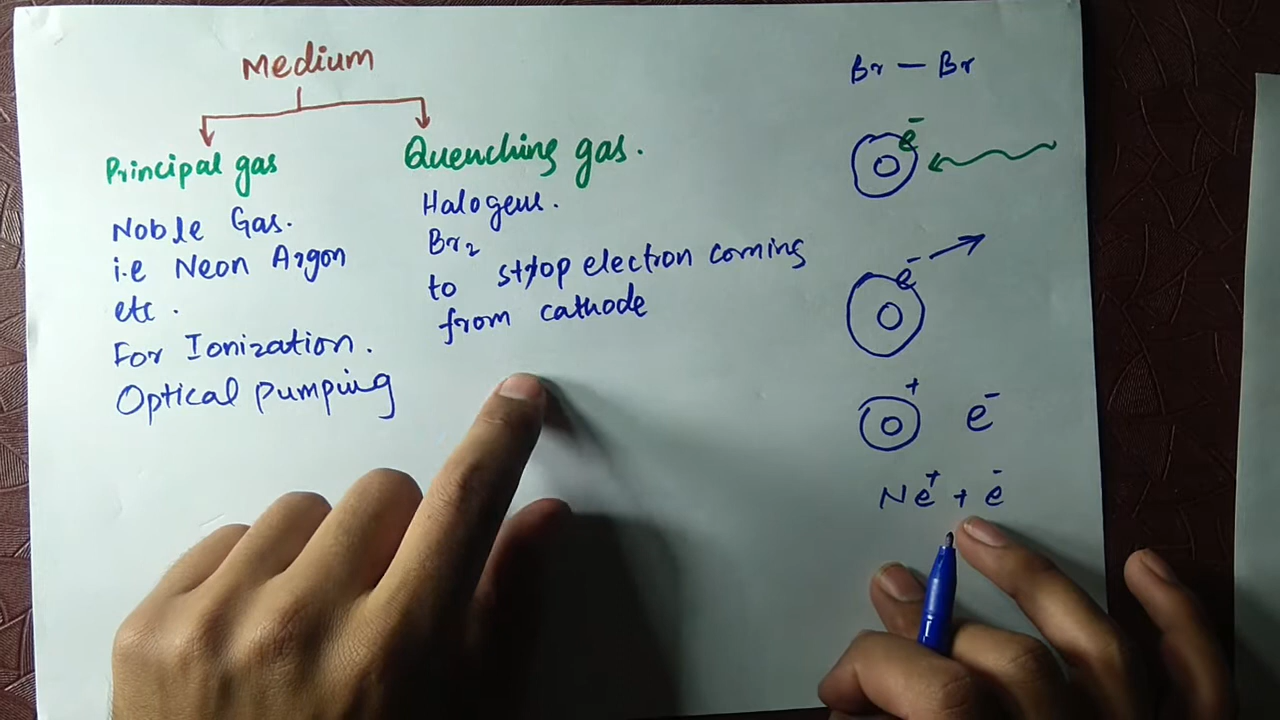 Medium
Principal gas
Noble Gas.
i.e Neon Argon
etc.
For Ionization.
Optical pumping
Quenching gas.
Halogens.
Br₂
to stop electron coming
from cathode
Br — Br
e⁻
e⁻
+ e⁻
Ne⁺ + e⁻